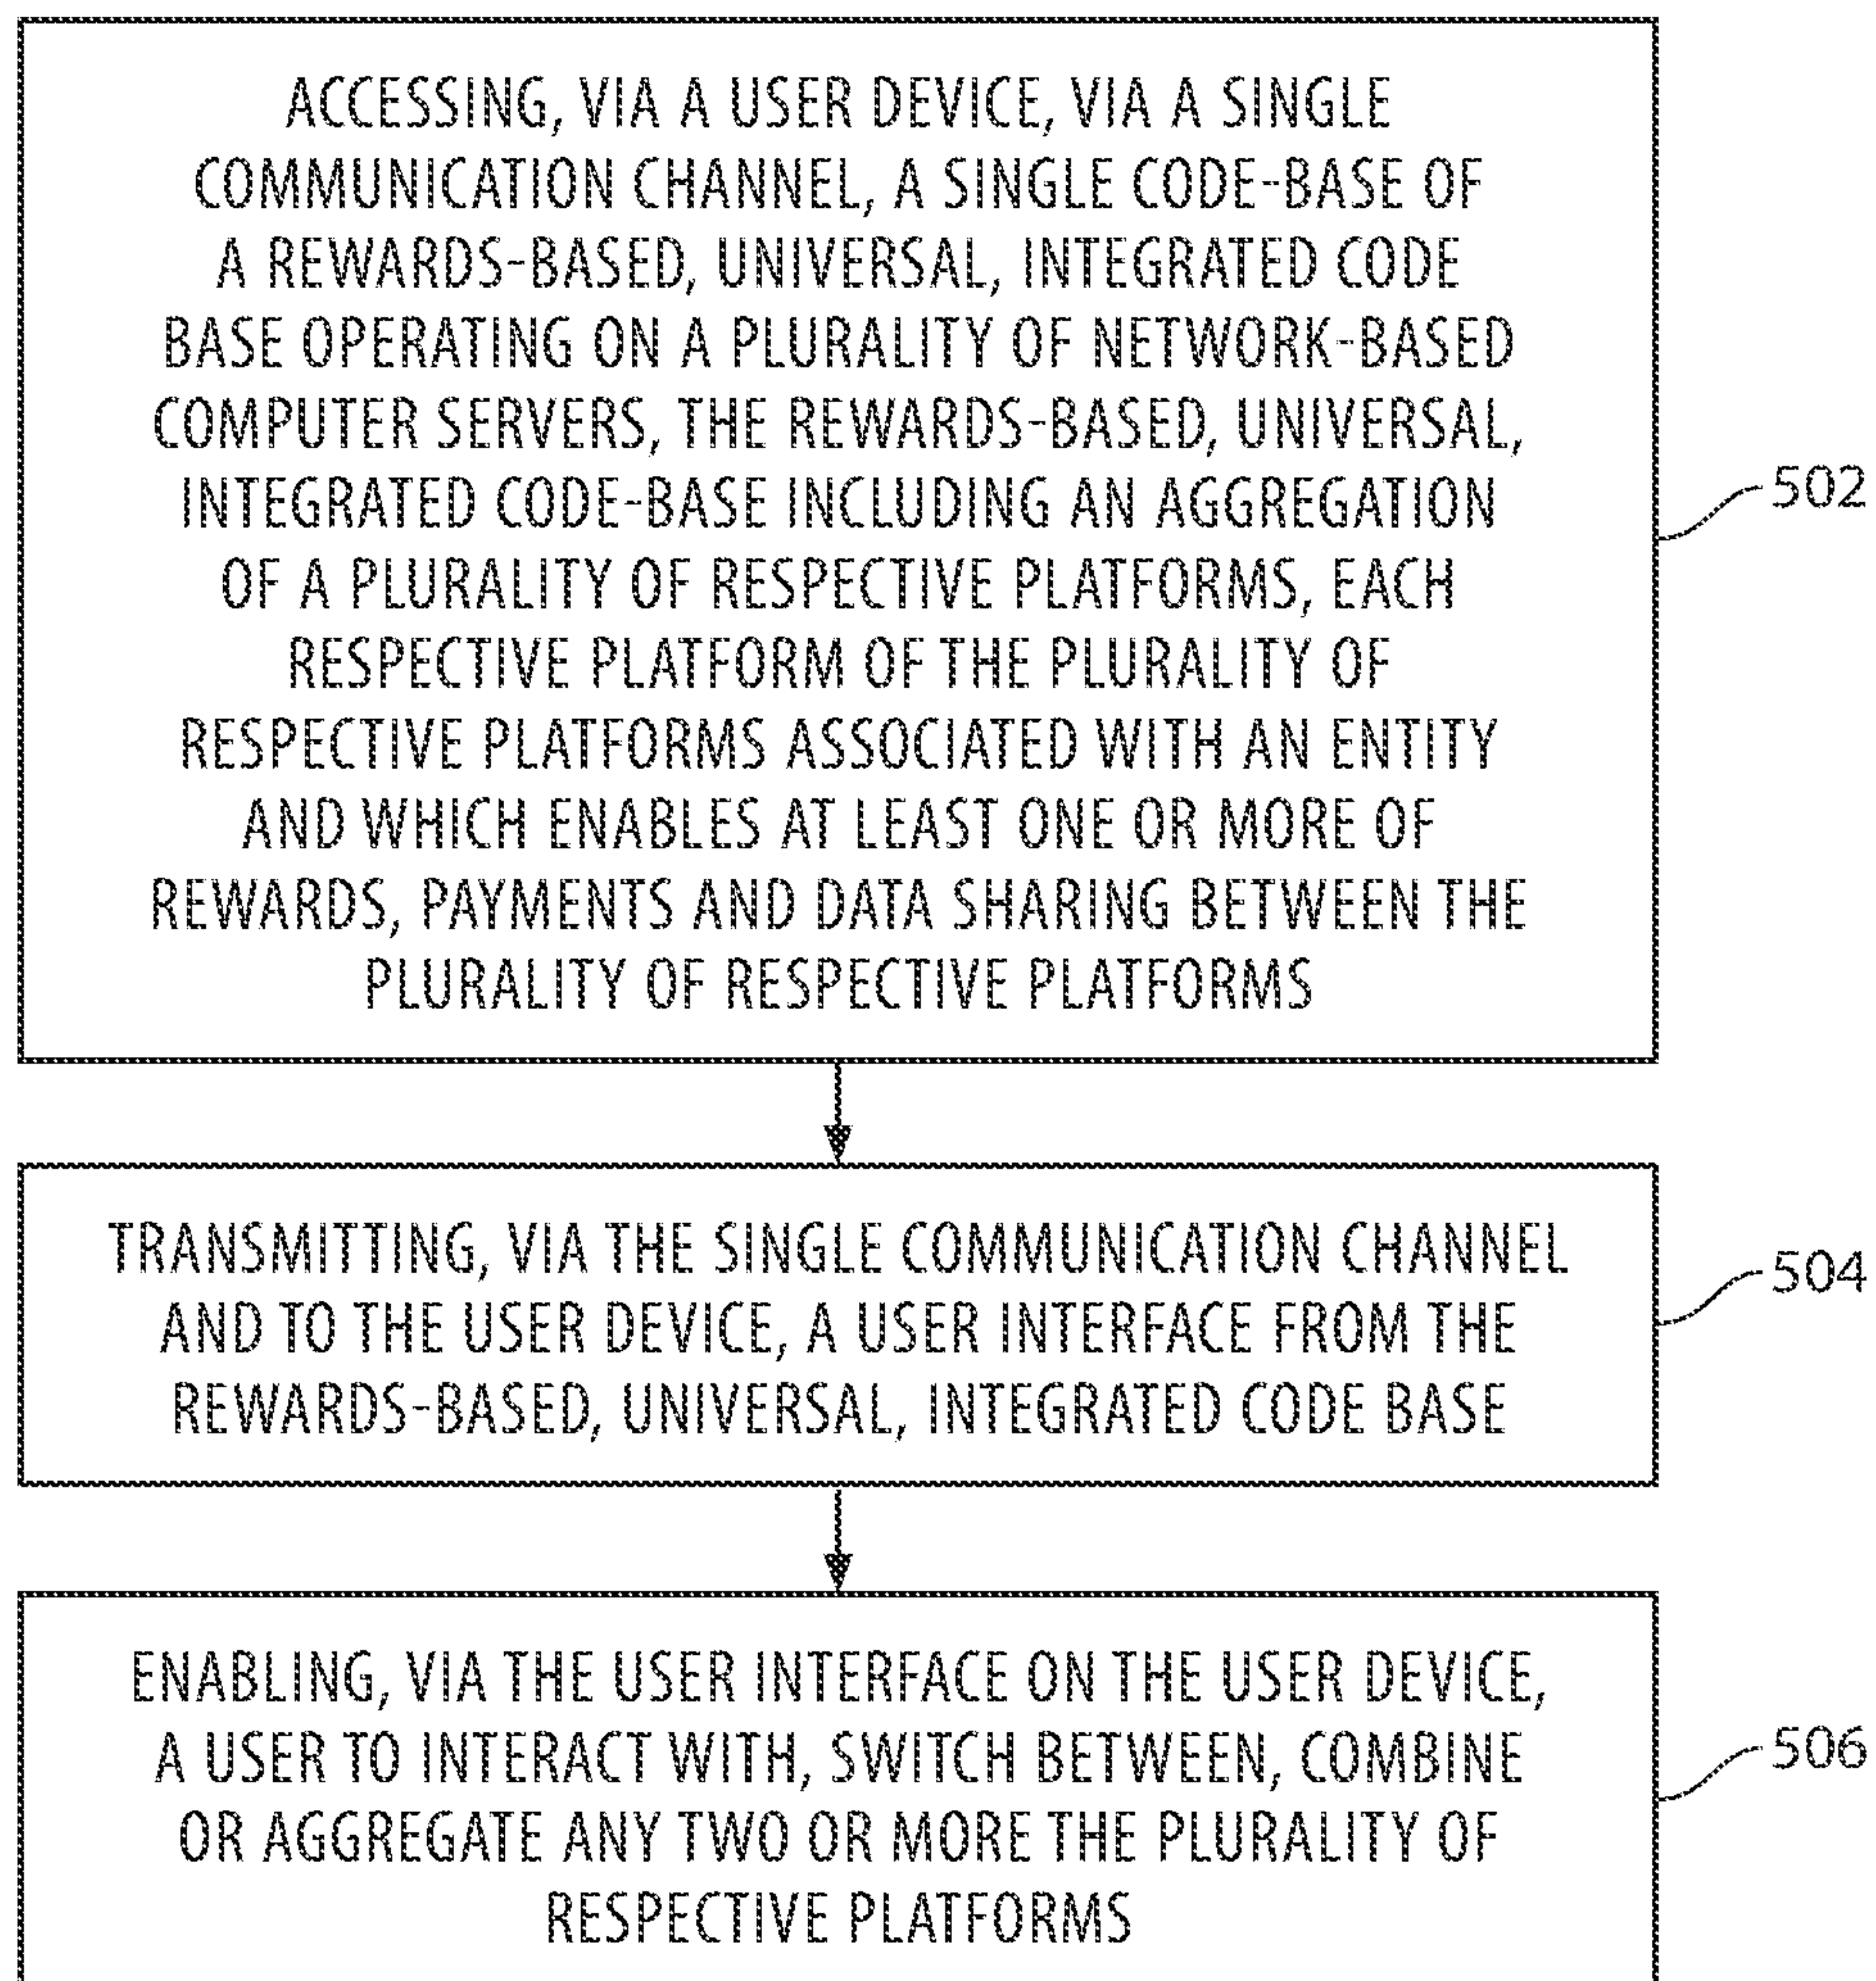 ACCESSING, VIA A USER DEVICE, VIA A SINGLE
COMMUNICATION CHANNEL, A SINGLE CODE-BASE OF
A REWARDS-BASED, UNIVERSAL, INTEGRATED CODE
BASE OPERATING ON A PLURALITY OF NETWORK-BASED
COMPUTER SERVERS, THE REWARDS-BASED, UNIVERSAL,
INTEGRATED CODE-BASE INCLUDING AN AGGREGATION
OF A PLURALITY OF RESPECTIVE PLATFORMS, EACH
RESPECTIVE PLATFORM OF THE PLURALITY OF
RESPECTIVE PLATFORMS ASSOCIATED WITH AN ENTITY
AND WHICH ENABLES AT LEAST ONE OR MORE OF
REWARDS, PAYMENTS AND DATA SHARING BETWEEN THE
PLURALITY OF RESPECTIVE PLATFORMS
502
TRANSMITTING, VIA THE SINGLE COMMUNICATION CHANNEL
AND TO THE USER DEVICE, A USER INTERFACE FROM THE
REWARDS-BASED, UNIVERSAL, INTEGRATED CODE BASE
504
ENABLING, VIA THE USER INTERFACE ON THE USER DEVICE,
A USER TO INTERACT WITH, SWITCH BETWEEN, COMBINE
OR AGGREGATE ANY TWO OR MORE THE PLURALITY OF
RESPECTIVE PLATFORMS
506